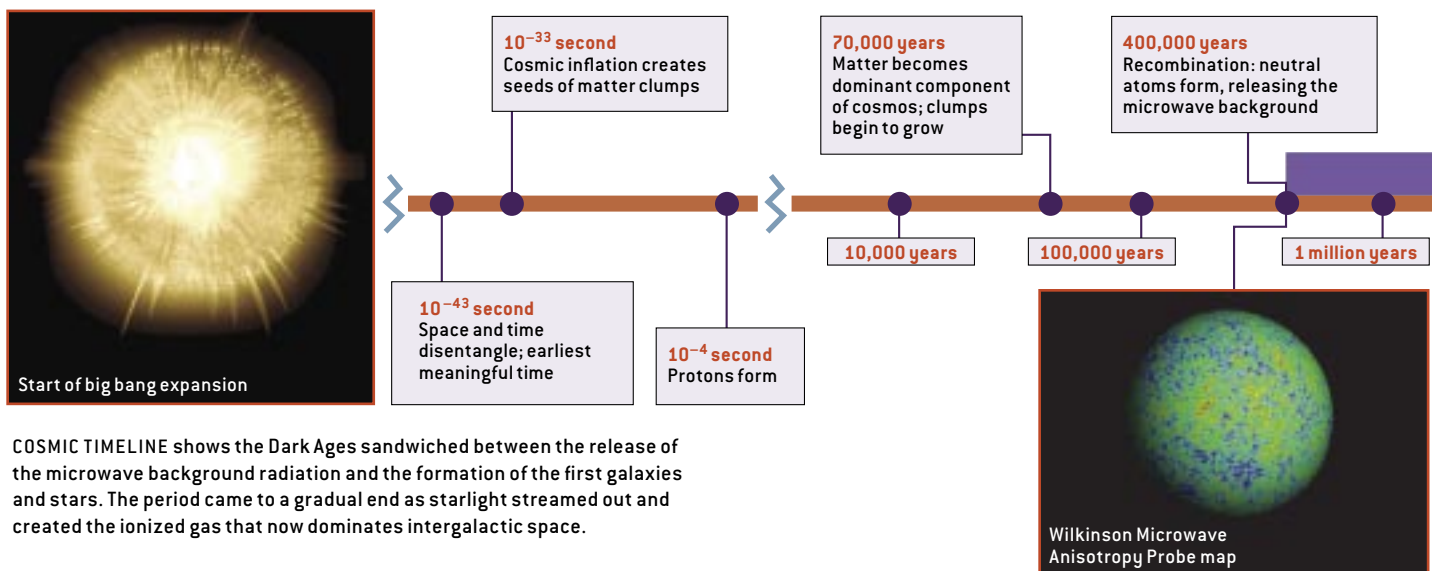 Start of big bang expansion
10⁻³³ second
Cosmic inflation creates
seeds of matter clumps
10⁻⁴³ second
Space and time
disentangle; earliest
meaningful time
10⁻⁴ second
Protons form
70,000 years
Matter becomes
dominant component
of cosmos; clumps
begin to grow
400,000 years
Recombination: neutral
atoms form, releasing the
microwave background
10,000 years
100,000 years
1 million years
Wilkinson Microwave
Anisotropy Probe map
COSMIC TIMELINE shows the Dark Ages sandwiched between the release of
the microwave background radiation and the formation of the first galaxies
and stars. The period came to a gradual end as starlight streamed out and
created the ionized gas that now dominates intergalactic space.